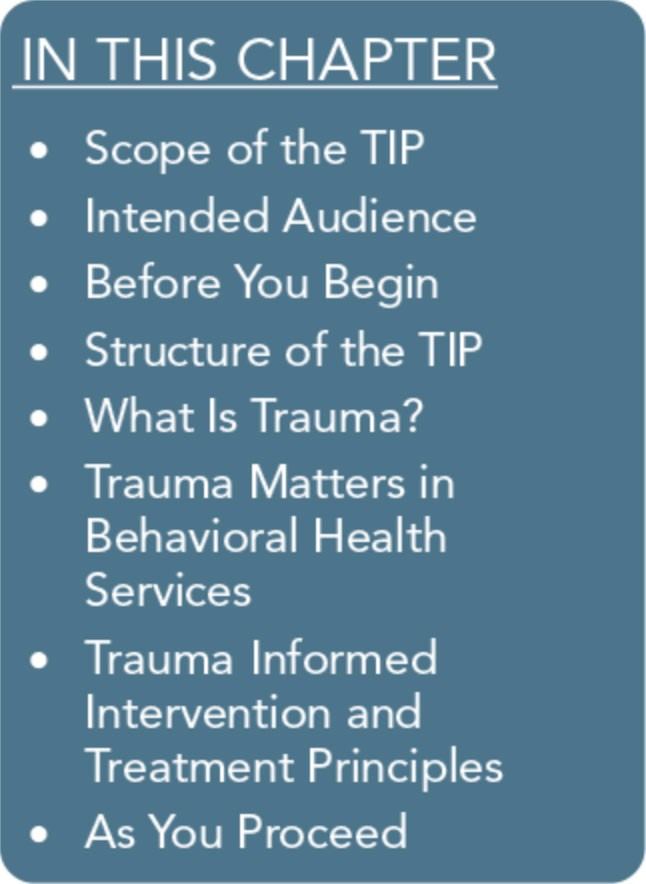 IN THIS CHAPTER
• Scope of the TIP
• Intended Audience
• Before You Begin
• Structure of the TIP
• What Is Trauma?
• Trauma Matters in
Behavioral Health
Services
• Trauma Informed
Intervention and
Treatment Principles
• As You Proceed